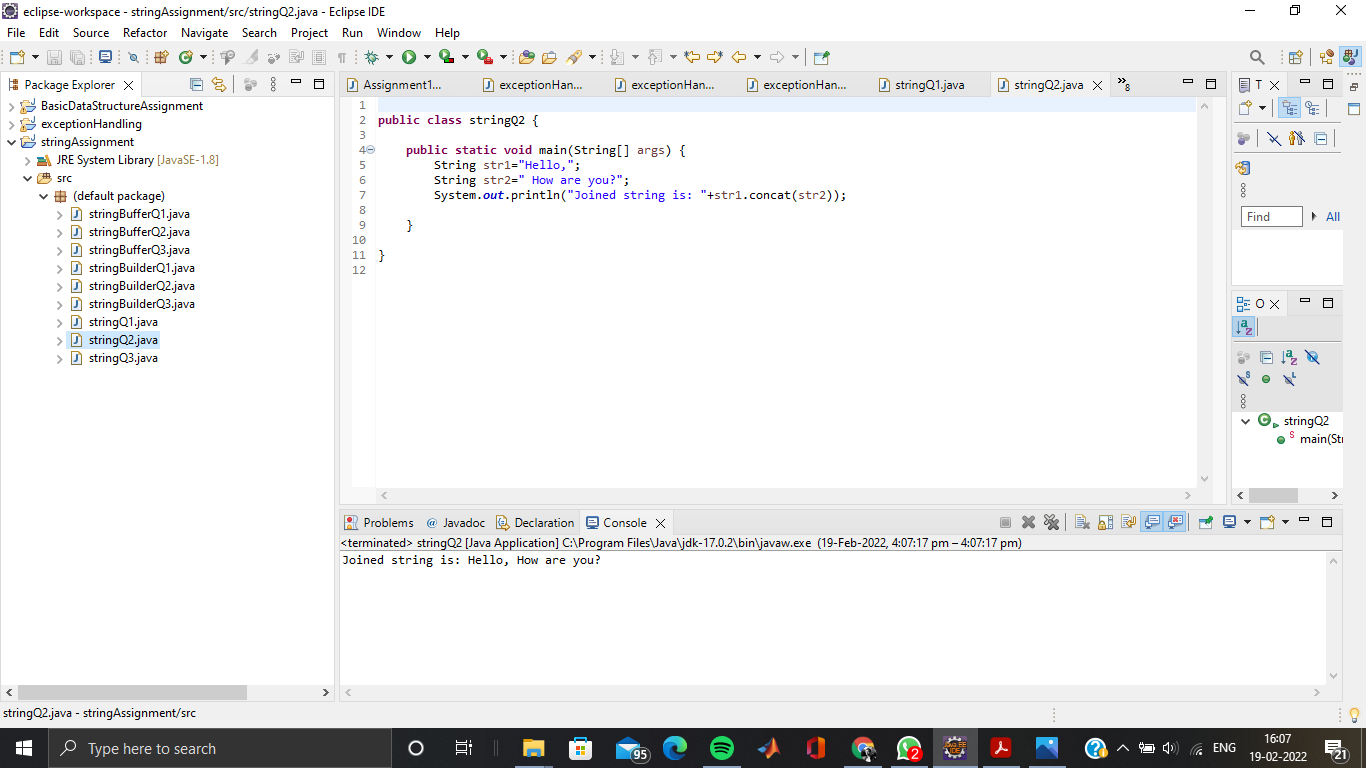 eclipse-workspace - stringAssignment/src/stringQ2.java - Eclipse IDE
File Edit Source Refactor Navigate Search Project Run Window Help
Package Explorer
BasicDataStructureAssignment
exceptionHandling
stringAssignment
JRE System Library [JavaSE-1.8]
src
(default package)
stringBufferQ1.java
stringBufferQ2.java
stringBufferQ3.java
stringBuilderQ1.java
stringBuilderQ2.java
stringBuilderQ3.java
stringQ1.java
stringQ2.java
stringQ3.java
Assignment1... exceptionHan... exceptionHan... exceptionHan... stringQ1.java stringQ2.java »8
1
2 public class stringQ2 {
3
4 public static void main(String[] args) {
5 String str1="Hello,";
6 String str2=" How are you?";
7 System.out.println("Joined string is: "+str1.concat(str2));
8
9 }
10
11 }
12
T
Find All
O
stringQ2
S main(Stri
Problems @ Javadoc Declaration Console
<terminated> stringQ2 [Java Application] C:\Program Files\Java\jdk-17.0.2\bin\javaw.exe (19-Feb-2022, 4:07:17 pm – 4:07:17 pm)
Joined string is: Hello, How are you?
stringQ2.java - stringAssignment/src
Type here to search
95
2
JAVA EE
IDE
ENG
16:07
19-02-2022
21